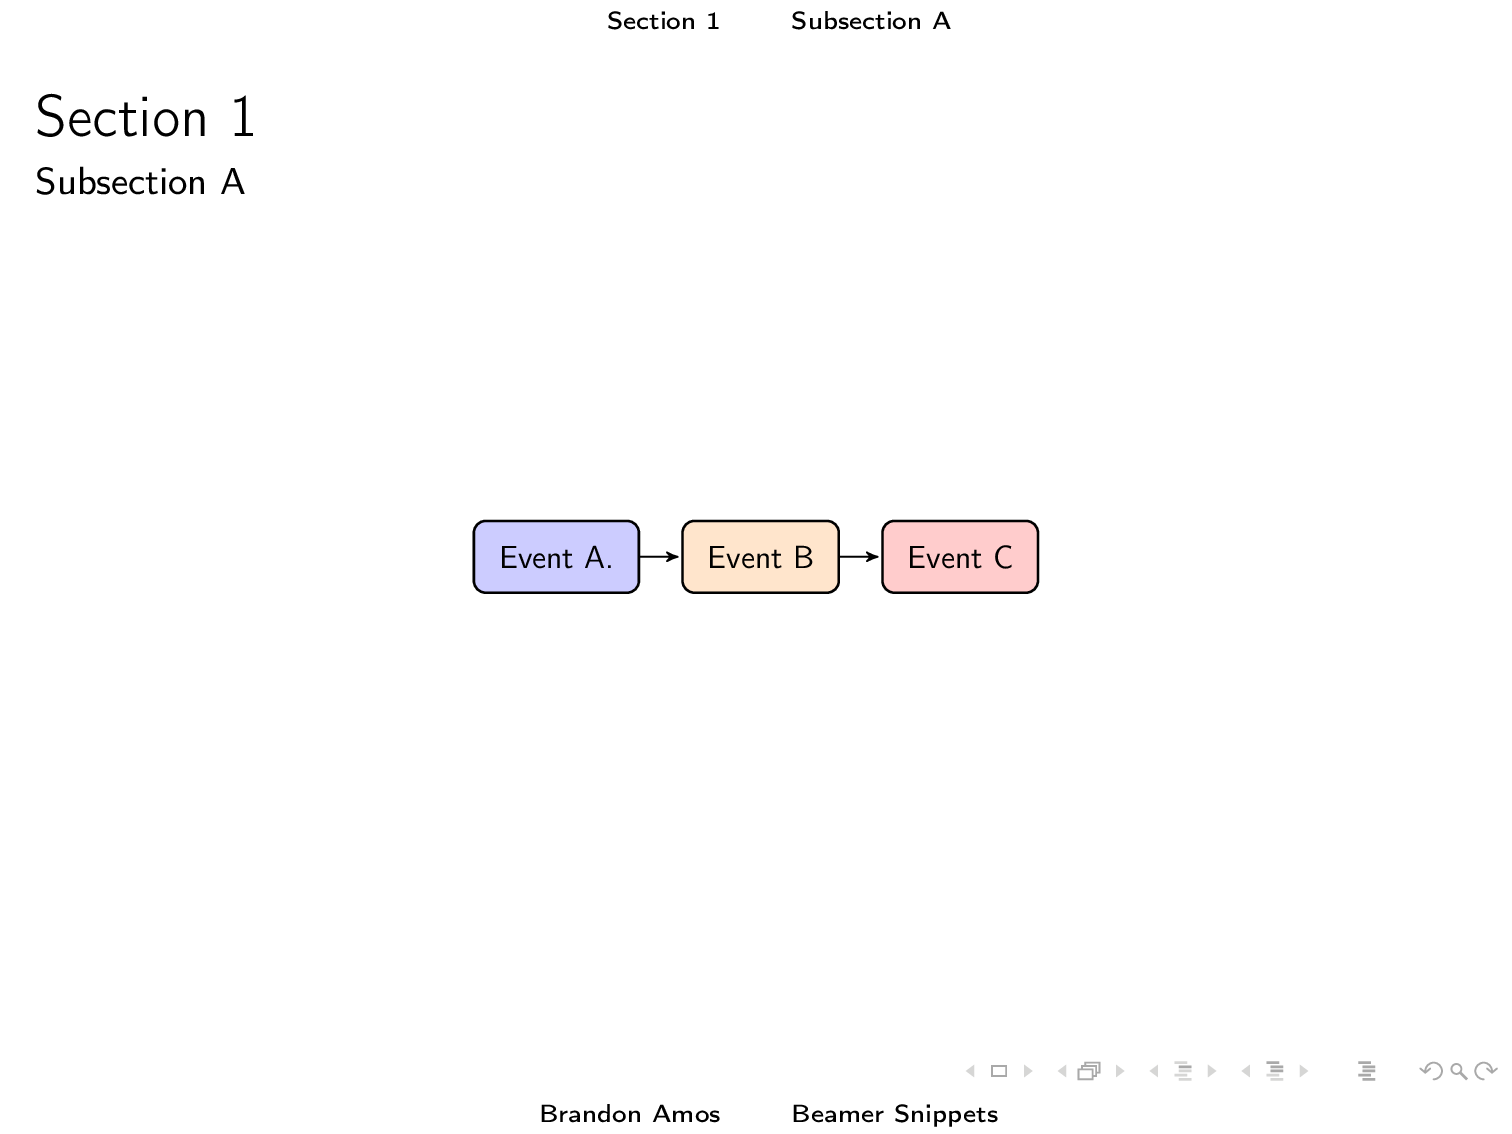 Section 1 Subsection A
Section 1
Subsection A
Event A. Event B Event C
Brandon Amos Beamer Snippets